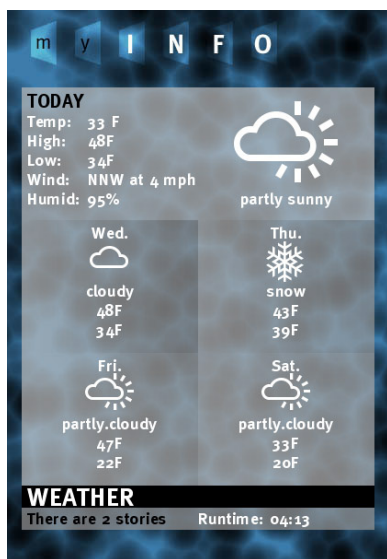 my INFO
TODAY
Temp: 33 F
High: 48F
Low: 34F
Wind: NNW at 4 mph
Humid: 95%
partly sunny
Wed.
cloudy
48F
34F
Thu.
snow
43F
39F
Fri.
partly.cloudy
47F
22F
Sat.
partly.cloudy
33F
20F
WEATHER
There are 2 stories Runtime: 04:13